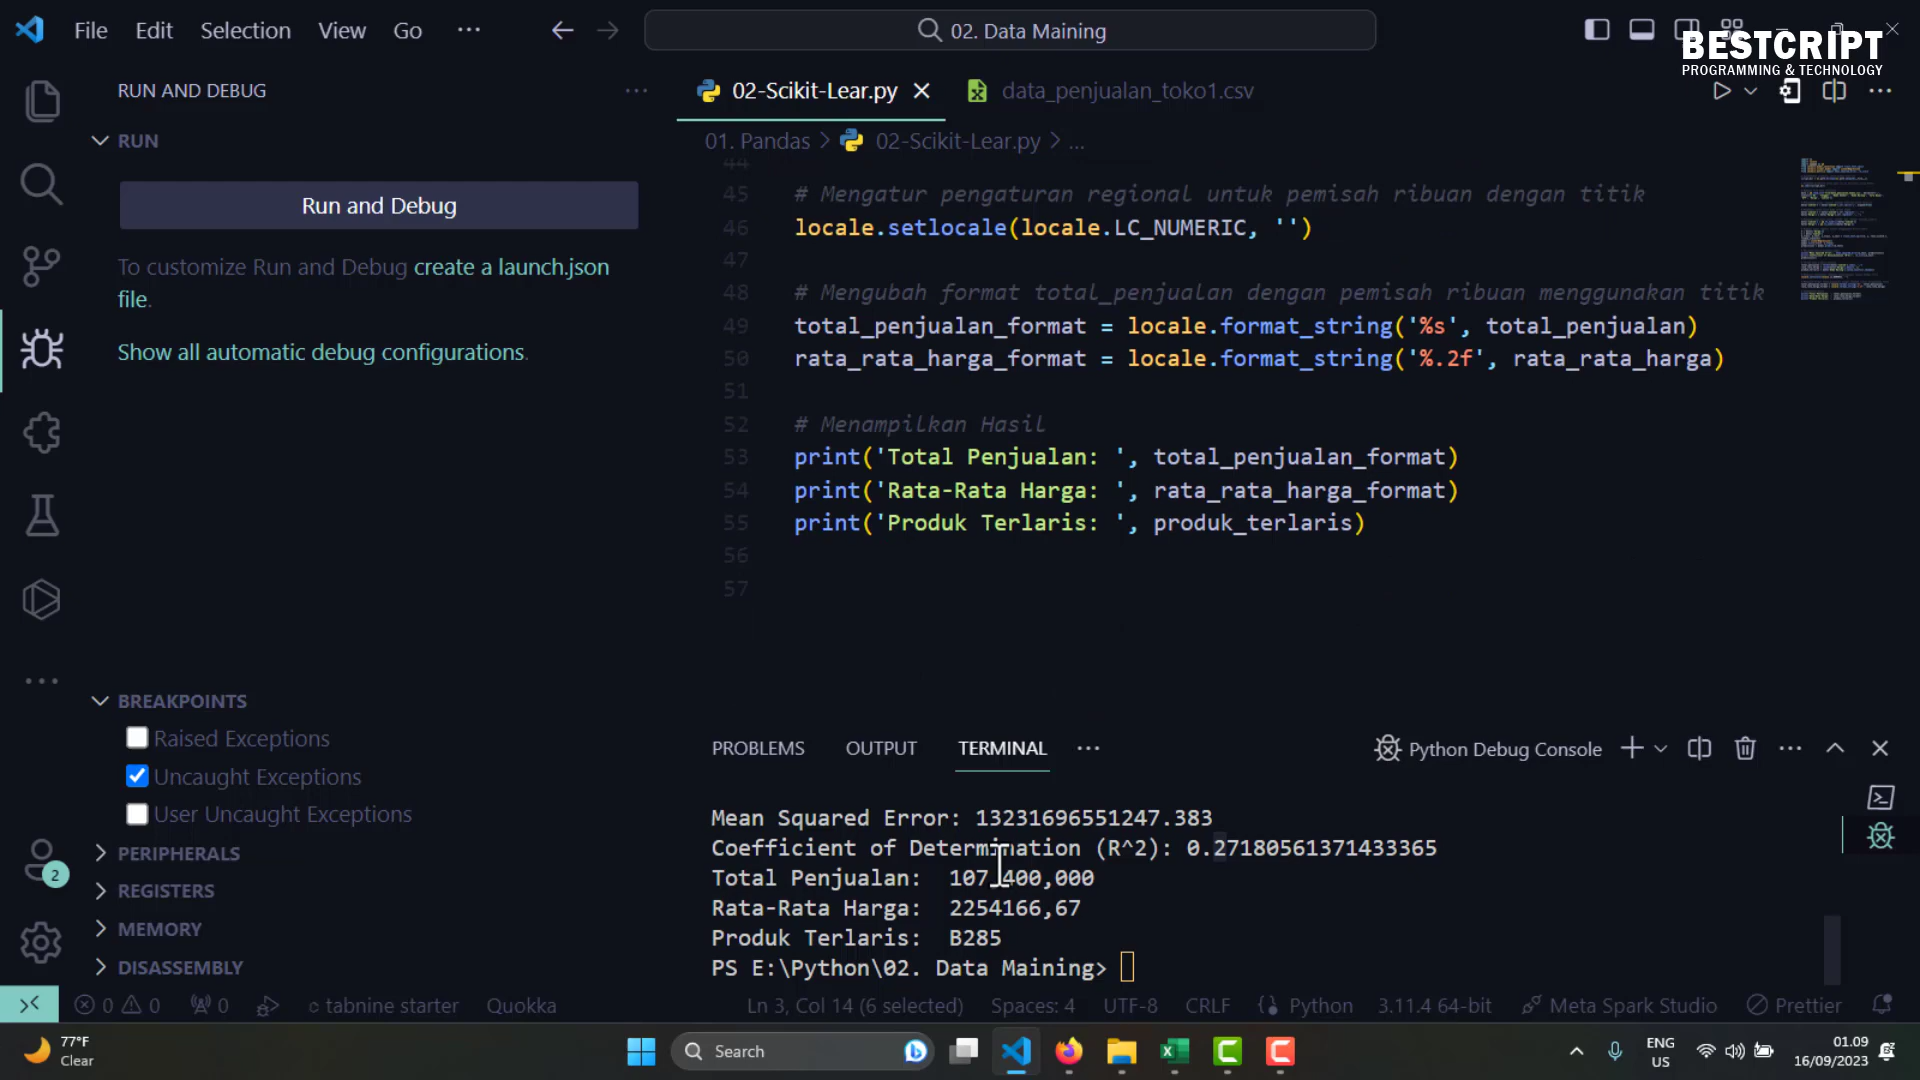 File Edit Selection View Go ...
02. Data Maining
BESTCRIPT
PROGRAMMING & TECHNOLOGY
RUN AND DEBUG ...
RUN
Run and Debug
To customize Run and Debug create a launch.json
file.
Show all automatic debug configurations.
BREAKPOINTS
Raised Exceptions
Uncaught Exceptions
User Uncaught Exceptions
PERIPHERALS
REGISTERS
MEMORY
DISASSEMBLY
2
02-Scikit-Lear.py
data_penjualan_toko1.csv
01. Pandas > 02-Scikit-Lear.py > ...
44
45 # Mengatur pengaturan regional untuk pemisah ribuan dengan titik
46 locale.setlocale(locale.LC_NUMERIC, '')
47
48 # Mengubah format total_penjualan dengan pemisah ribuan menggunakan titik
49 total_penjualan_format = locale.format_string('%s', total_penjualan)
50 rata_rata_harga_format = locale.format_string('%.2f', rata_rata_harga)
51
52 # Menampilkan Hasil
53 print('Total Penjualan: ', total_penjualan_format)
54 print('Rata-Rata Harga: ', rata_rata_harga_format)
55 print('Produk Terlaris: ', produk_terlaris)
56
57
PROBLEMS OUTPUT TERMINAL ... Python Debug Console
Mean Squared Error: 13231696551247.383
Coefficient of Determination (R^2): 0.27180561371433365
Total Penjualan: 107,400,000
Rata-Rata Harga: 2254166,67
Produk Terlaris: B285
PS E:\Python\02. Data Maining>
0 0 0 tabnine starter Quokka Ln 3, Col 14 (6 selected) Spaces: 4 UTF-8 CRLF Python 3.11.4 64-bit Meta Spark Studio Prettier
77°F
Clear
Search
ENG
US
01.09
16/09/2023